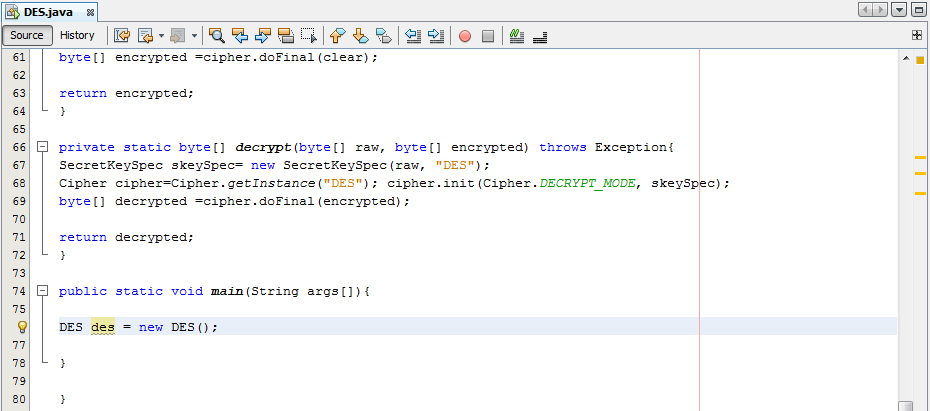 DES.java
Source History
61 byte[] encrypted =cipher.doFinal(clear);
62
63 return encrypted;
64 }
65
66 private static byte[] decrypt(byte[] raw, byte[] encrypted) throws Exception{
67 SecretKeySpec skeySpec= new SecretKeySpec(raw, "DES");
68 Cipher cipher=Cipher.getInstance("DES"); cipher.init(Cipher.DECRYPT_MODE, skeySpec);
69 byte[] decrypted =cipher.doFinal(encrypted);
70
71 return decrypted;
72 }
73
74 public static void main(String args[]){
75
DES des = new DES();
77
78 }
79
80 }